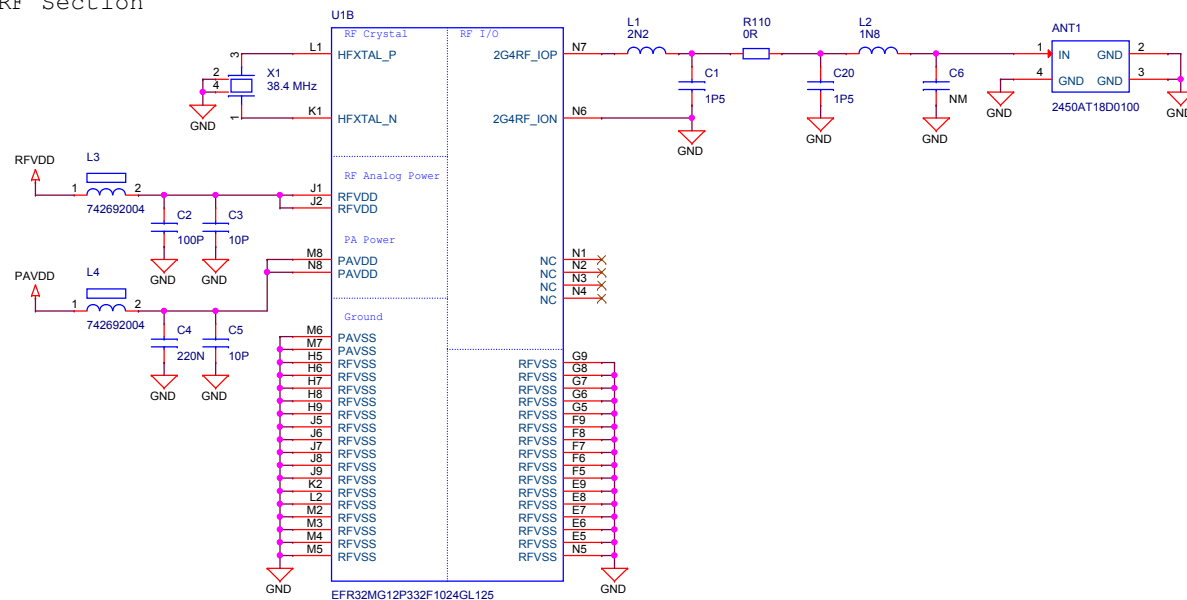 RF Section
U1B
RF Crystal
RF I/O
L1
HFXTAL_P
3
2
4
X1
38.4 MHz
GND
1
K1
HFXTAL_N
N7
2G4RF_IOP
N6
2G4RF_ION
L1
2N2
C1
1P5
GND
R110
0R
C20
1P5
GND
L2
1N8
C6
NM
GND
ANT1
1
IN
GND
2
4
GND
GND
3
2450AT18D0100
GND
GND
RFVDD
L3
1
2
742692004
C2
100P
GND
C3
10P
GND
RF Analog Power
J1
RFVDD
J2
RFVDD
PA Power
M8
PAVDD
N8
PAVDD
PAVDD
L4
1
2
742692004
C4
220N
GND
C5
10P
GND
NC
N1
NC
N2
NC
N3
NC
N4
Ground
M6
PAVSS
M7
PAVSS
H5
RFVSS
H6
RFVSS
H7
RFVSS
H8
RFVSS
H9
RFVSS
J5
RFVSS
J6
RFVSS
J7
RFVSS
J8
RFVSS
J9
RFVSS
K2
RFVSS
L2
RFVSS
M2
RFVSS
M3
RFVSS
M4
RFVSS
M5
RFVSS
GND
RFVSS
G9
RFVSS
G8
RFVSS
G7
RFVSS
G6
RFVSS
G5
RFVSS
F9
RFVSS
F8
RFVSS
F7
RFVSS
F6
RFVSS
F5
RFVSS
E9
RFVSS
E8
RFVSS
E7
RFVSS
E6
RFVSS
E5
RFVSS
N5
GND
EFR32MG12P332F1024GL125